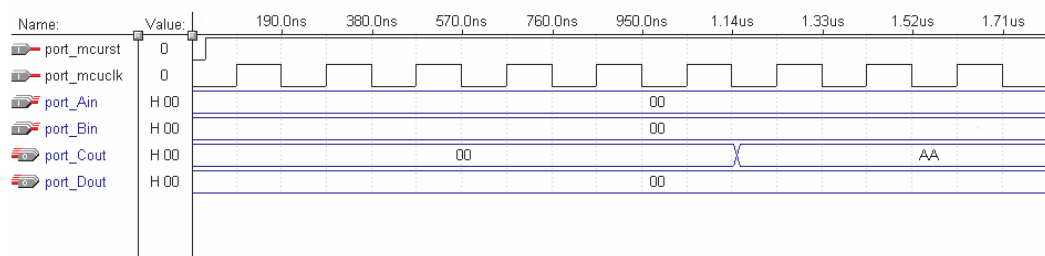 Name: Value: 190.0ns 380.0ns 570.0ns 760.0ns 950.0ns 1.14us 1.33us 1.52us 1.71us
port_mcurst 0
port_mcuclk 0
port_Ain H 00 00
port_Bin H 00 00
port_Cout H 00 00 AA
port_Dout H 00 00